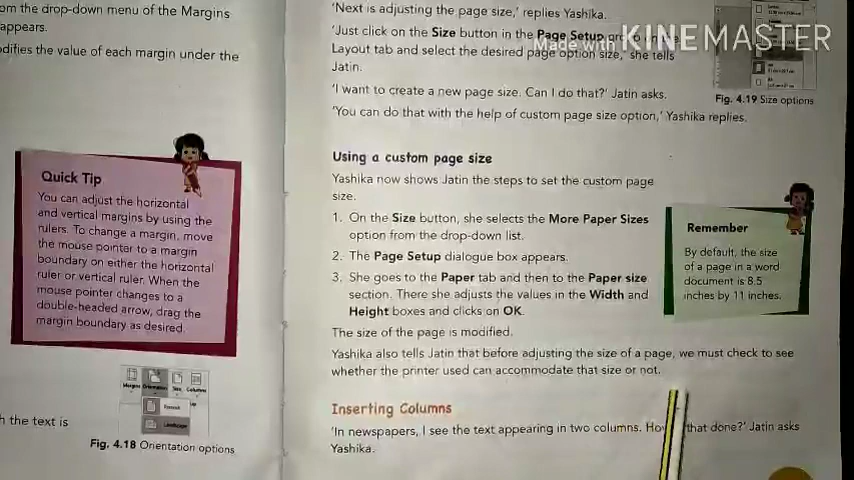 om the drop-down menu of the Margins
appears.
odifies the value of each margin under the
Quick Tip
You can adjust the horizontal
and vertical margins by using the
rulers. To change a margin, move
the mouse pointer to a margin
boundary on either the horizontal
ruler or vertical ruler. When the
mouse pointer changes to a
double-headed arrow, drag the
margin boundary as desired.
Margins Orientation Size Columns
Portrait
Landscape
h the text is
Fig. 4.18 Orientation options
'Next is adjusting the page size,' replies Yashika.
'Just click on the Size button in the Page Setup
Layout tab and select the desired page option size,' she tells
Jatin.
'I want to create a new page size. Can I do that?' Jatin asks.
'You can do that with the help of custom page size option,' Yashika replies.
Made with KINEMASTER
Fig. 4.19 Size options
Using a custom page size
Yashika now shows Jatin the steps to set the custom page
size.
1. On the Size button, she selects the More Paper Sizes
option from the drop-down list.
2. The Page Setup dialogue box appears.
3. She goes to the Paper tab and then to the Paper size
section. There she adjusts the values in the Width and
Height boxes and clicks on OK.
The size of the page is modified.
Yashika also tells Jatin that before adjusting the size of a page, we must check to see
whether the printer used can accommodate that size or not.
Remember
By default, the size
of a page in a word
document is 8.5
inches by 11 inches.
Inserting Columns
'In newspapers, I see the text appearing in two columns. Ho that done?' Jatin asks
Yashika.